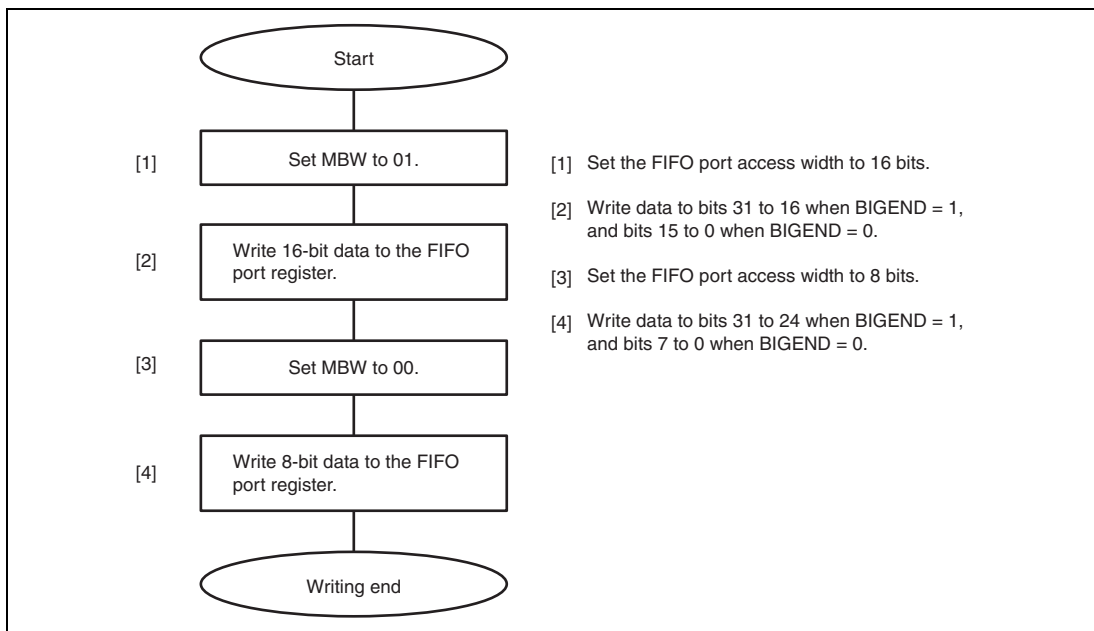 Start
[1]
Set MBW to 01.
[2]
Write 16-bit data to the FIFO
port register.
[3]
Set MBW to 00.
[4]
Write 8-bit data to the FIFO
port register.
Writing end
[1] Set the FIFO port access width to 16 bits.
[2] Write data to bits 31 to 16 when BIGEND = 1,
and bits 15 to 0 when BIGEND = 0.
[3] Set the FIFO port access width to 8 bits.
[4] Write data to bits 31 to 24 when BIGEND = 1,
and bits 7 to 0 when BIGEND = 0.